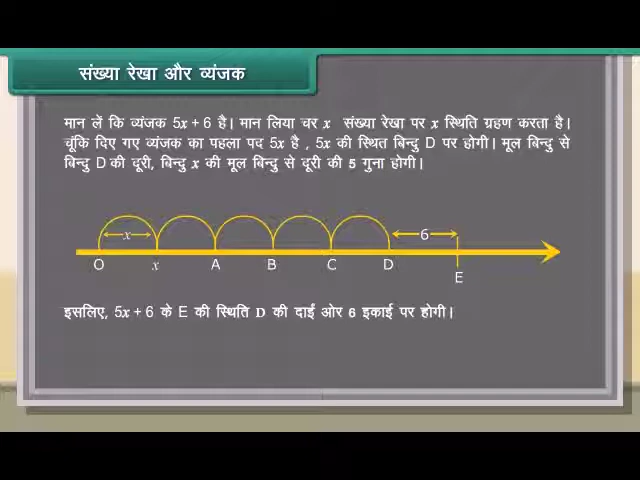 संख्या रेखा और व्यंजक
मान लें कि व्यंजक 5x + 6 है। मान लिया चर x संख्या रेखा पर x स्थिति ग्रहण करता है।
चूंकि दिए गए व्यंजक का पहला पद 5x है , 5x की स्थित बिन्दु D पर होगी। मूल बिन्दु से
बिन्दु D की दूरी, बिन्दु x की मूल बिन्दु से दूरी की 5 गुना होगी।
x 6
O x A B C D E
इसलिए, 5x + 6 के E की स्थिति D की दाईं ओर 6 इकाई पर होगी।